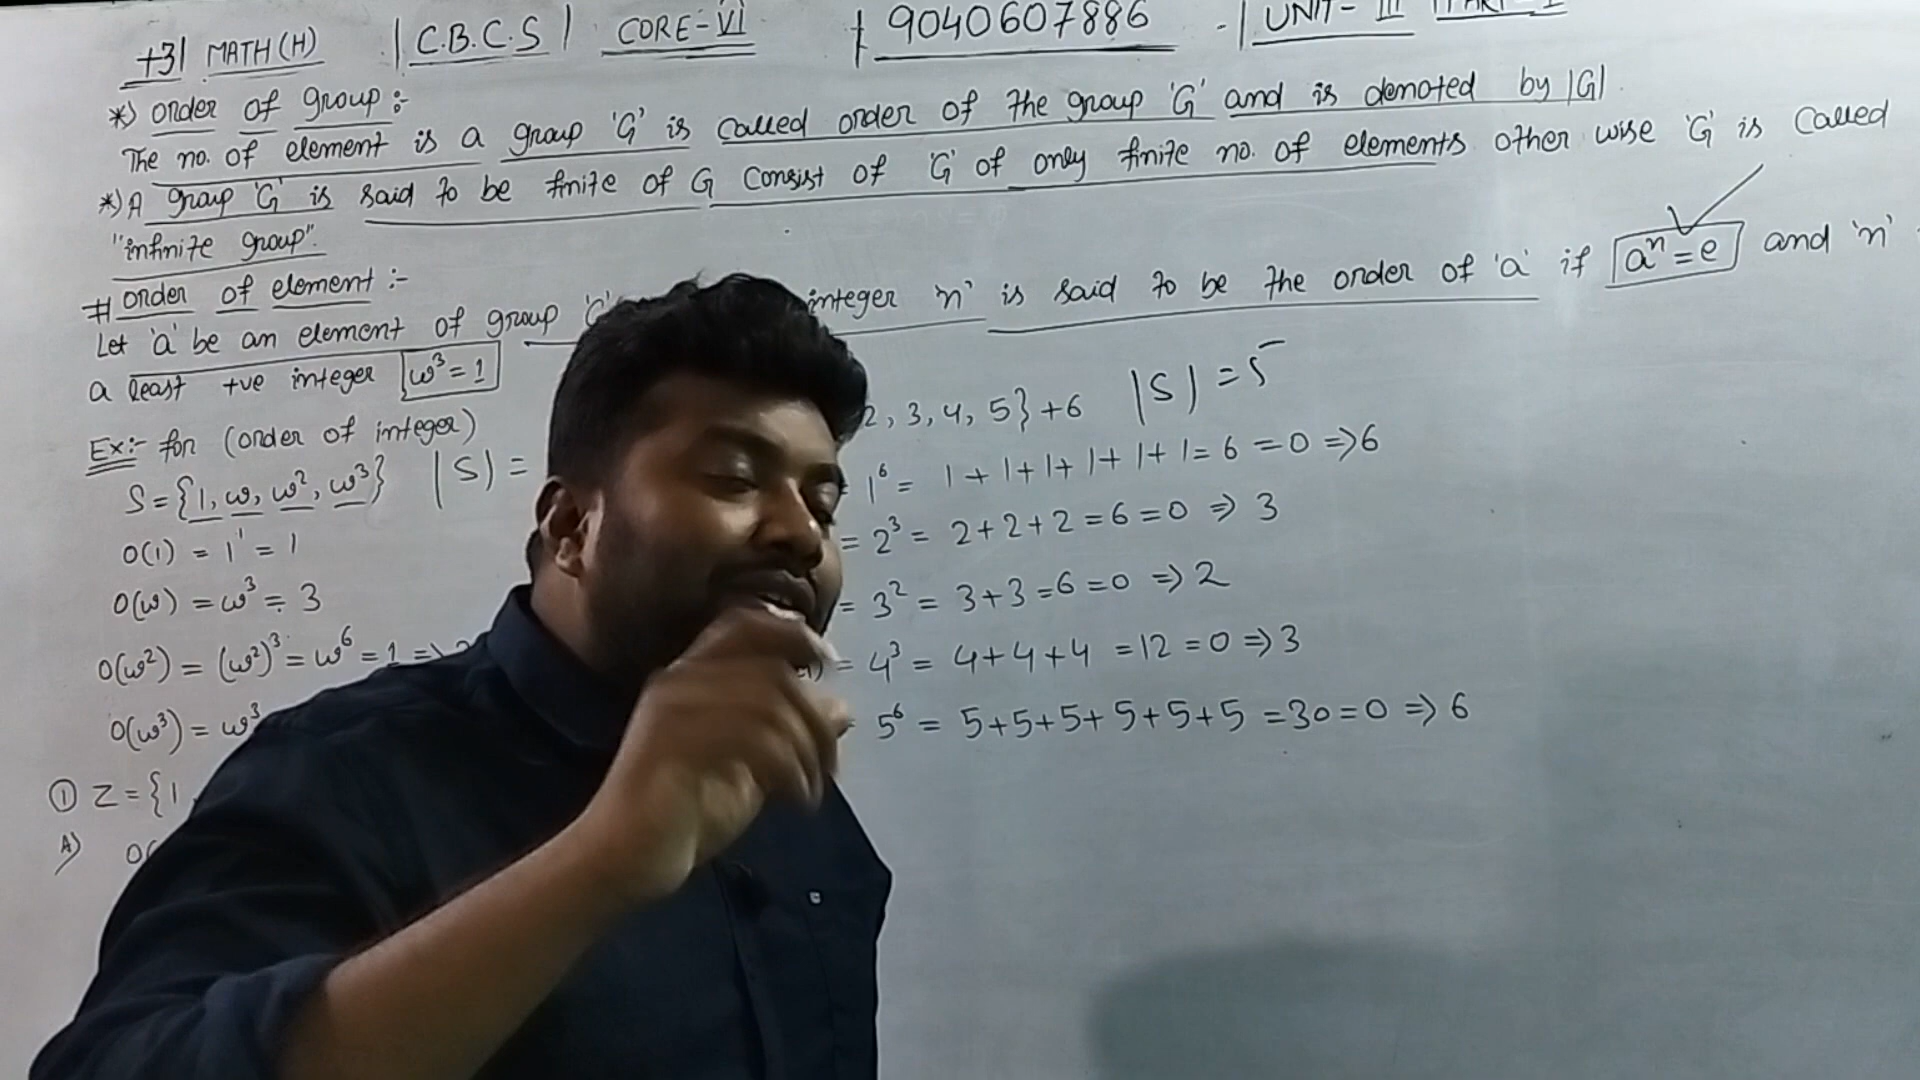 +3| MATH(H) | C.B.C.S | CORE-VI | 9040607886 - | UNIT- III
*) order of group :-
The no. of element is a group 'G' is called order of the group 'G' and is denoted by |G|.
*) A group 'G' is said to be finite of G consist of 'G' of only finite no. of elements other wise 'G' is called
"infinite group".
# order of element :-
Let 'a' be an element of group 'G' integer 'n' is said to be the order of 'a' if aⁿ = e and 'n'
a least +ve integer ω³ = 1
Ex:- for (order of integer)
S = {1, ω, ω², ω³} |S| =
O(1) = 1¹ = 1
O(ω) = ω³ = 3
O(ω²) = (ω²)³ = ω⁶ = 1 =>
O(ω³) = ω³
① Z = {1
A) O(
2, 3, 4, 5} +6 |S| = 5
= 1⁶ = 1+1+1+1+1+1 = 6 = 0 => 6
= 2³ = 2+2+2 = 6 = 0 => 3
= 3² = 3+3 = 6 = 0 => 2
= 4³ = 4+4+4 = 12 = 0 => 3
= 5⁶ = 5+5+5+5+5+5 = 30 = 0 => 6